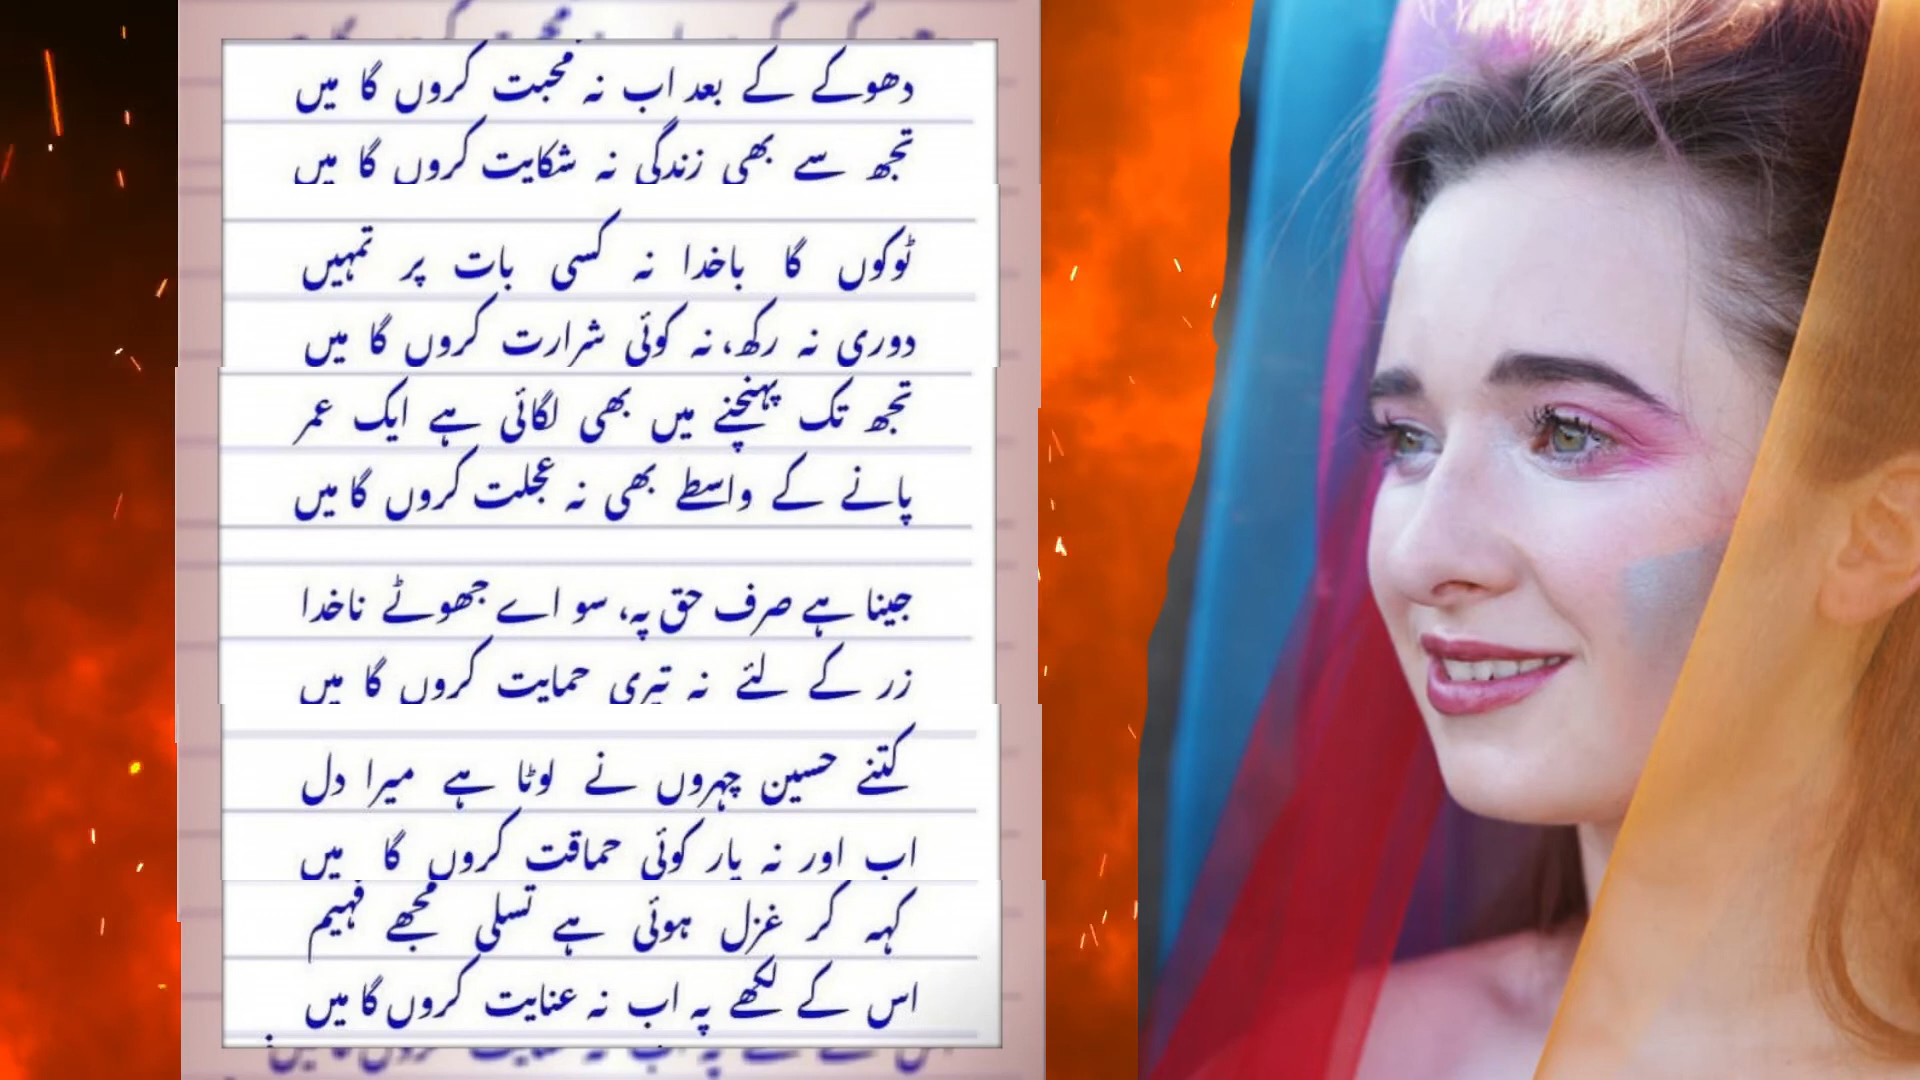 دھوکے کے بعد اب نہ محبت کروں گا میں
تجھ سے بھی زندگی نہ شکایت کروں گا میں
ٹوکوں گا باخدا نہ کسی بات پر تمہیں
دوری نہ رکھ، نہ کوئی شرارت کروں گا میں
تجھ تک پہنچنے میں بھی لگائی ہے ایک عمر
پانے کے واسطے بھی نہ عجلت کروں گا میں
جینا ہے صرف حق پہ، سو اے جھوٹے ناخدا
زر کے لئے نہ تیری حمایت کروں گا میں
کتنے حسین چہروں نے لوٹا ہے میرا دل
اب اور نہ یار کوئی حماقت کروں گا میں
کہہ کر غزل ہوئی ہے تسلی مجھے فہیم
اس کے لکھے پہ اب نہ عنایت کروں گا میں